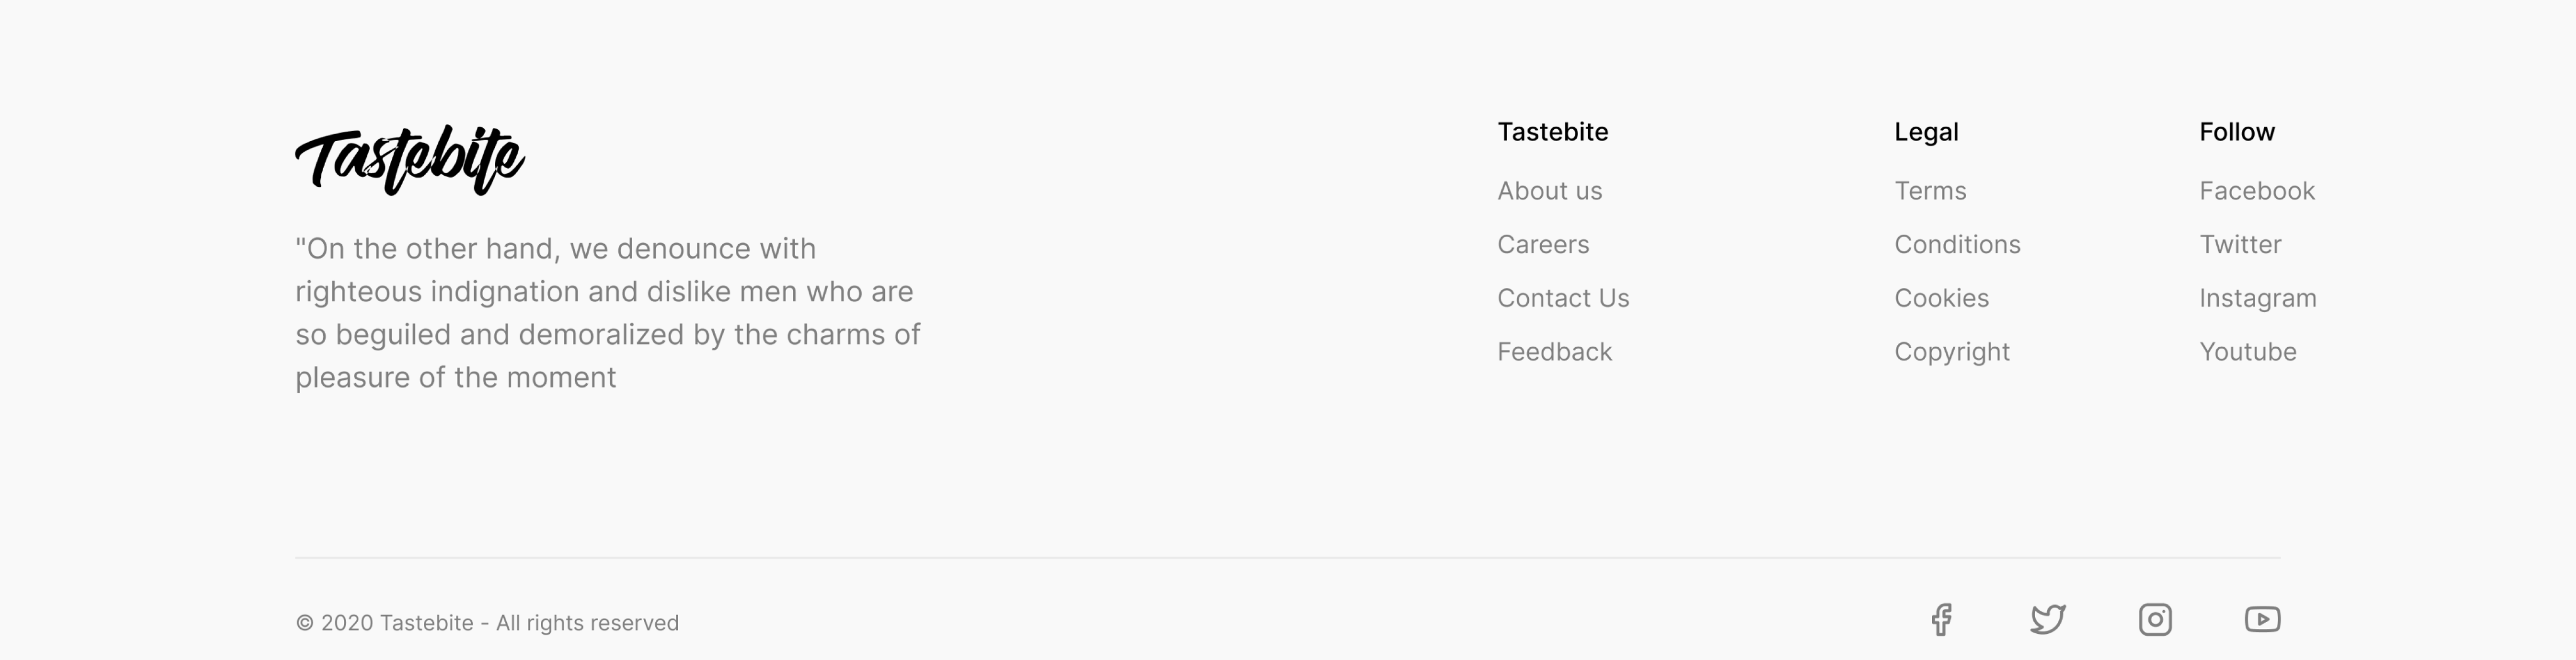 Tastebite
"On the other hand, we denounce with
righteous indignation and dislike men who are
so beguiled and demoralized by the charms of
pleasure of the moment
Tastebite
About us
Careers
Contact Us
Feedback
Legal
Terms
Conditions
Cookies
Copyright
Follow
Facebook
Twitter
Instagram
Youtube
© 2020 Tastebite - All rights reserved